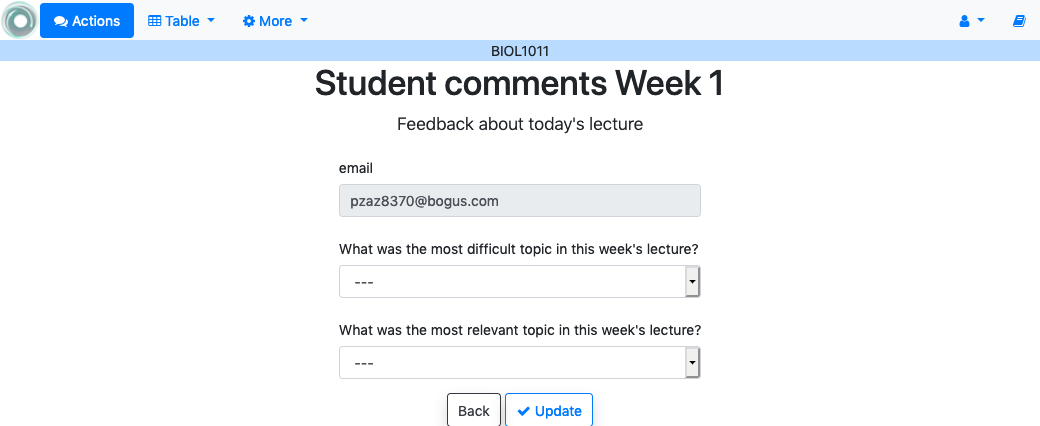 Actions Table More
BIOL1011
Student comments Week 1
Feedback about today's lecture
email
pzaz8370@bogus.com
What was the most difficult topic in this week's lecture?
---
What was the most relevant topic in this week's lecture?
---
Back Update